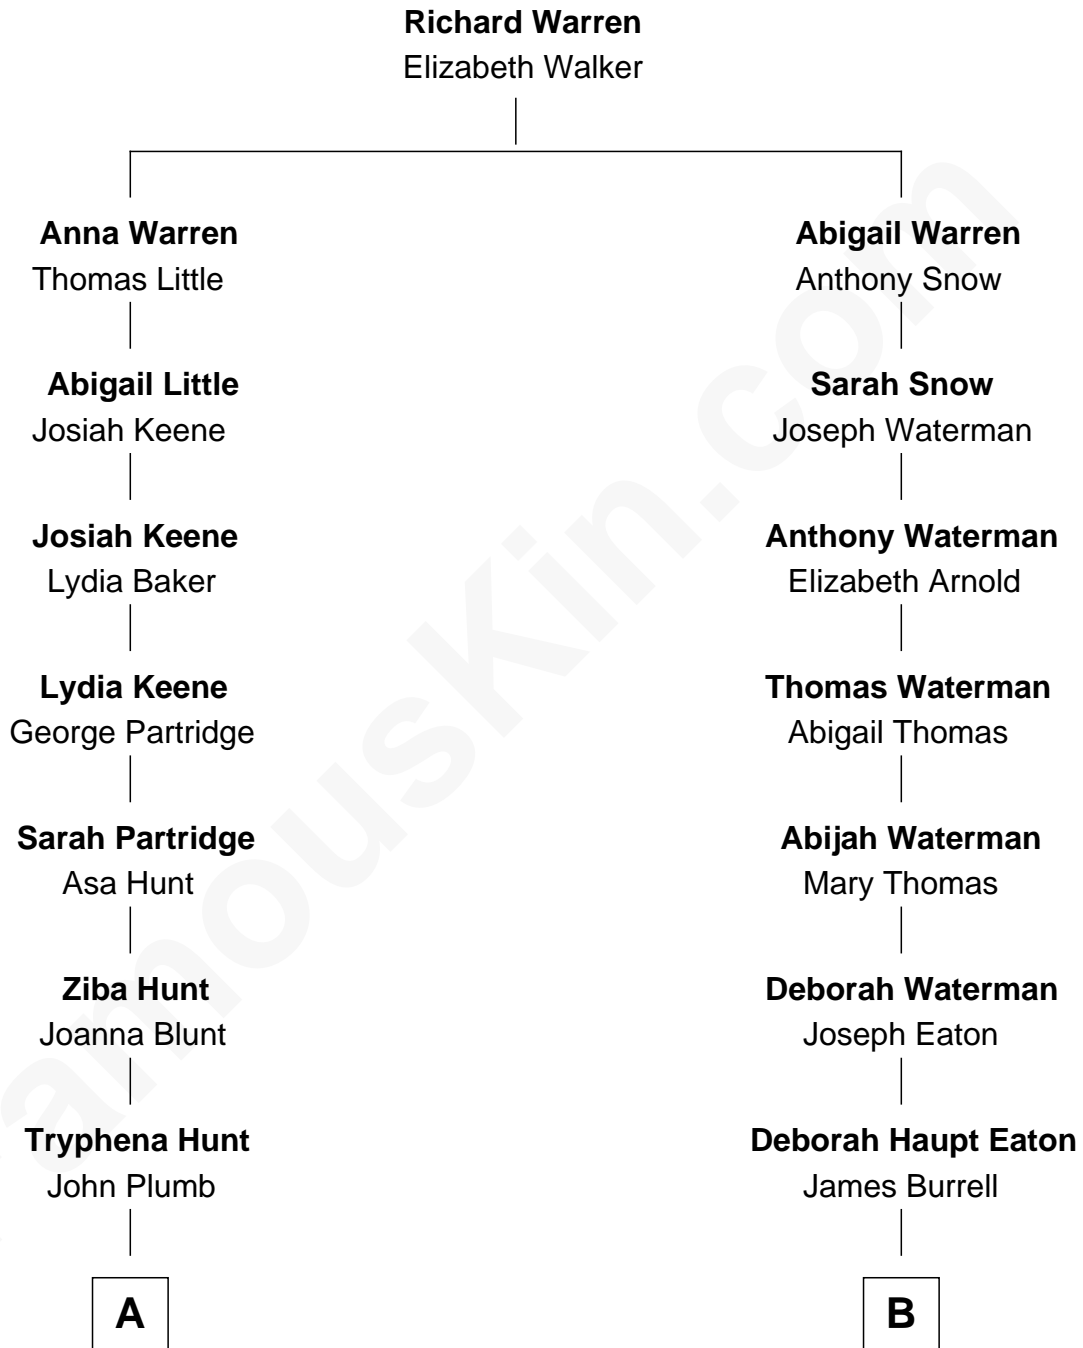 Richard Warren
Elizabeth Walker
Anna Warren
Thomas Little
Abigail Little
Josiah Keene
Josiah Keene
Lydia Baker
Lydia Keene
George Partridge
Sarah Partridge
Asa Hunt
Ziba Hunt
Joanna Blunt
Tryphena Hunt
John Plumb
A
Abigail Warren
Anthony Snow
Sarah Snow
Joseph Waterman
Anthony Waterman
Elizabeth Arnold
Thomas Waterman
Abigail Thomas
Abijah Waterman
Mary Thomas
Deborah Waterman
Joseph Eaton
Deborah Haupt Eaton
James Burrell
B
amouskin.com